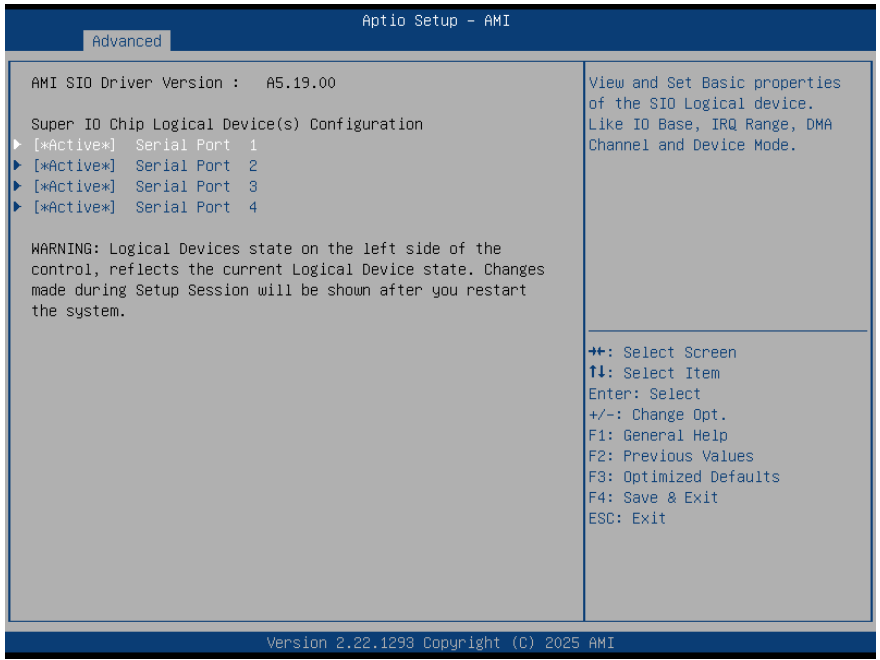 Aptio Setup – AMI
Advanced
AMI SIO Driver Version : A5.19.00
Super IO Chip Logical Device(s) Configuration
[*Active*] Serial Port 1
[*Active*] Serial Port 2
[*Active*] Serial Port 3
[*Active*] Serial Port 4
WARNING: Logical Devices state on the left side of the
control, reflects the current Logical Device state. Changes
made during Setup Session will be shown after you restart
the system.
View and Set Basic properties
of the SIO Logical device.
Like IO Base, IRQ Range, DMA
Channel and Device Mode.
→←: Select Screen
↑↓: Select Item
Enter: Select
+/-: Change Opt.
F1: General Help
F2: Previous Values
F3: Optimized Defaults
F4: Save & Exit
ESC: Exit
Version 2.22.1293 Copyright (C) 2025 AMI